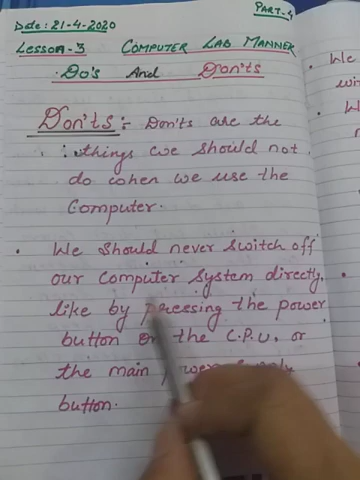 PART-4
Date: 21-4-2020
Lesson-3 COMPUTER LAB MANNER
Do's And Don'ts
Don'ts:- Don'ts are the
things we should not
do when we use the
Computer.
• We should never switch off
our Computer System directly,
like by pressing the power
button on the C.P.U. or
the main power
button.
• We
• W